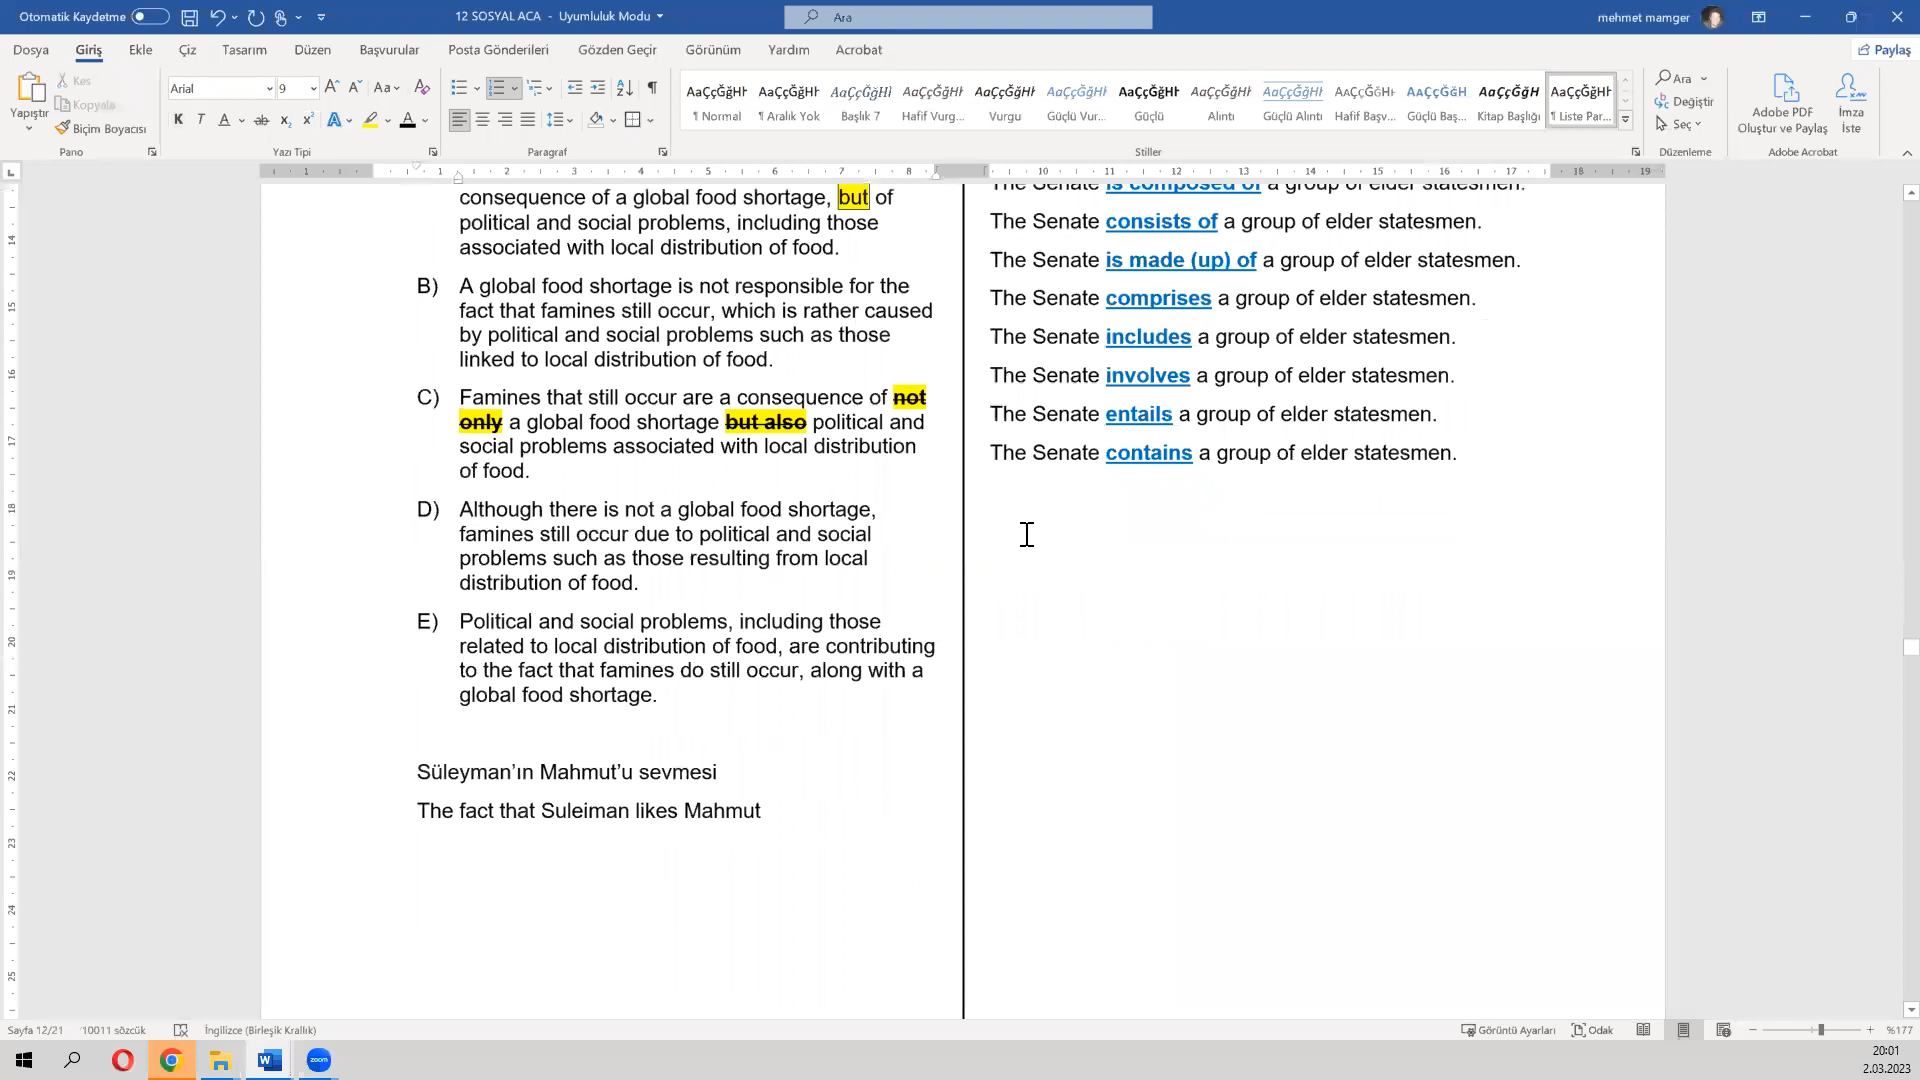 Otomatik Kaydetme
12 SOSYAL ACA - Uyumluluk Modu
Ara
mehmet mamger
Dosya Giriş Ekle Çiz Tasarım Düzen Başvurular Posta Gönderileri Gözden Geçir Görünüm Yardım Acrobat
Paylaş
Yapıştır
Kes
Kopyala
Biçim Boyacısı
Arial 9
AaÇçĞğHł AaÇçĞğHł AaÇçĞğHł AaÇçĞğHł AaÇçĞğHł AaÇçĞğHł AaÇçĞğHł AaÇçĞğHł AaÇçĞğHł AAÇÇĞĞHI AAÇÇĞĞH AaÇçĞğH AaÇçĞğHł
¶ Normal ¶ Aralık Yok Başlık 7 Hafif Vurg... Vurgu Güçlü Vur... Güçlü Alıntı Güçlü Alıntı Hafif Başv... Güçlü Baş... Kitap Başlığı ¶ Liste Par...
Ara
Değiştir
Seç
Adobe PDF
Oluştur ve Paylaş
İmza
İste
Pano Yazı Tipi Paragraf Stiller Düzenleme Adobe Acrobat
consequence of a global food shortage, but of
political and social problems, including those
associated with local distribution of food.
B) A global food shortage is not responsible for the
fact that famines still occur, which is rather caused
by political and social problems such as those
linked to local distribution of food.
C) Famines that still occur are a consequence of not
only a global food shortage but also political and
social problems associated with local distribution
of food.
D) Although there is not a global food shortage,
famines still occur due to political and social
problems such as those resulting from local
distribution of food.
E) Political and social problems, including those
related to local distribution of food, are contributing
to the fact that famines do still occur, along with a
global food shortage.
Süleyman’ın Mahmut’u sevmesi
The fact that Suleiman likes Mahmut
The Senate is composed of a group of elder statesmen.
The Senate consists of a group of elder statesmen.
The Senate is made (up) of a group of elder statesmen.
The Senate comprises a group of elder statesmen.
The Senate includes a group of elder statesmen.
The Senate involves a group of elder statesmen.
The Senate entails a group of elder statesmen.
The Senate contains a group of elder statesmen.
Sayfa 12/21 10011 sözcük İngilizce (Birleşik Krallık)
Görüntü Ayarları Odak %177
zoom
20:01
2.03.2023